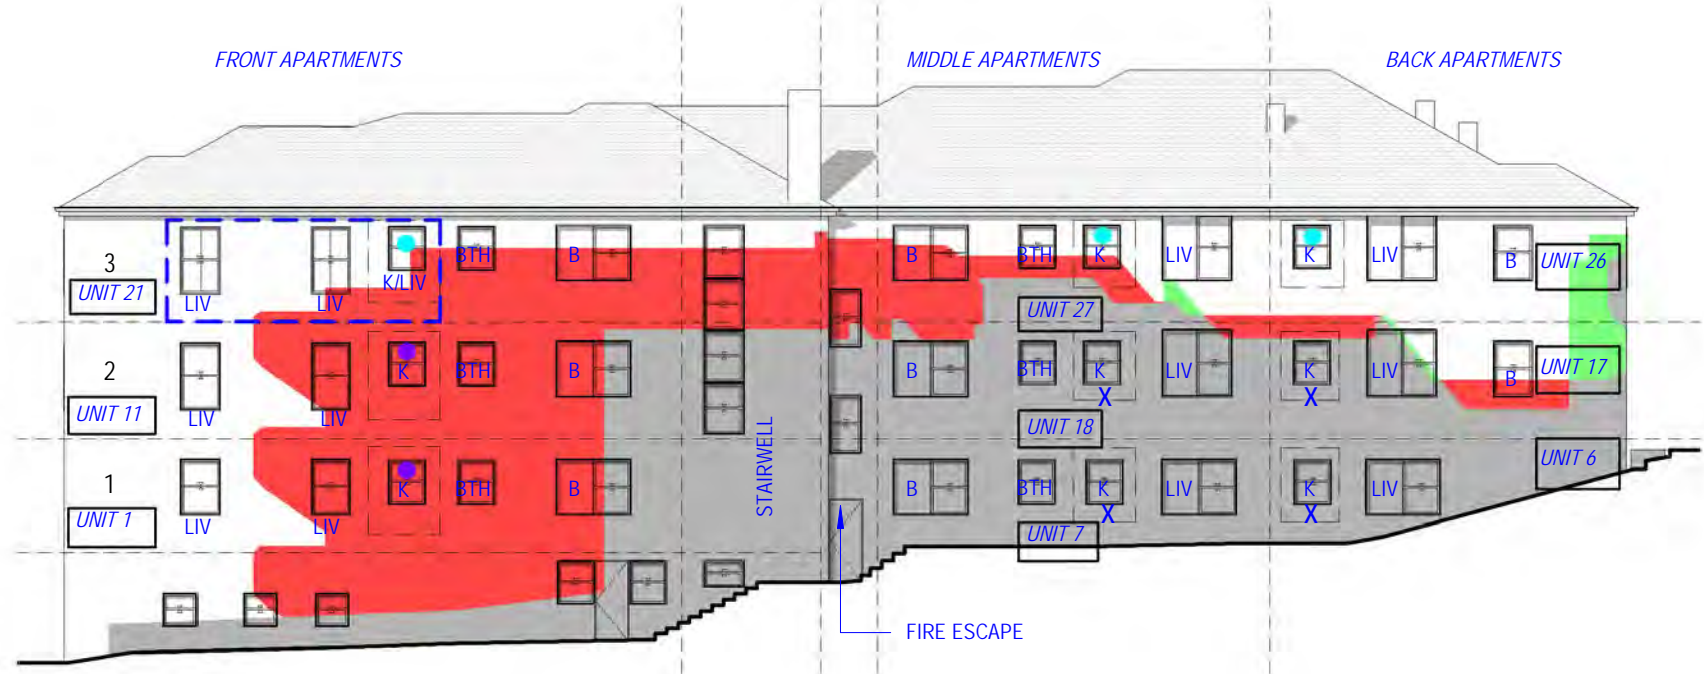 FRONT APARTMENTS MIDDLE APARTMENTS BACK APARTMENTS
3 BTH B B BTH K LIV K LIV B UNIT 26
UNIT 21 LIV LIV K/LIV
UNIT 27
2 K BTH B B BTH K LIV K LIV B UNIT 17
UNIT 11 LIV LIV X X
UNIT 18
STAIRWELL
UNIT 6
1 K BTH B B BTH K LIV K LIV
UNIT 1 LIV LIV X X
UNIT 7
FIRE ESCAPE